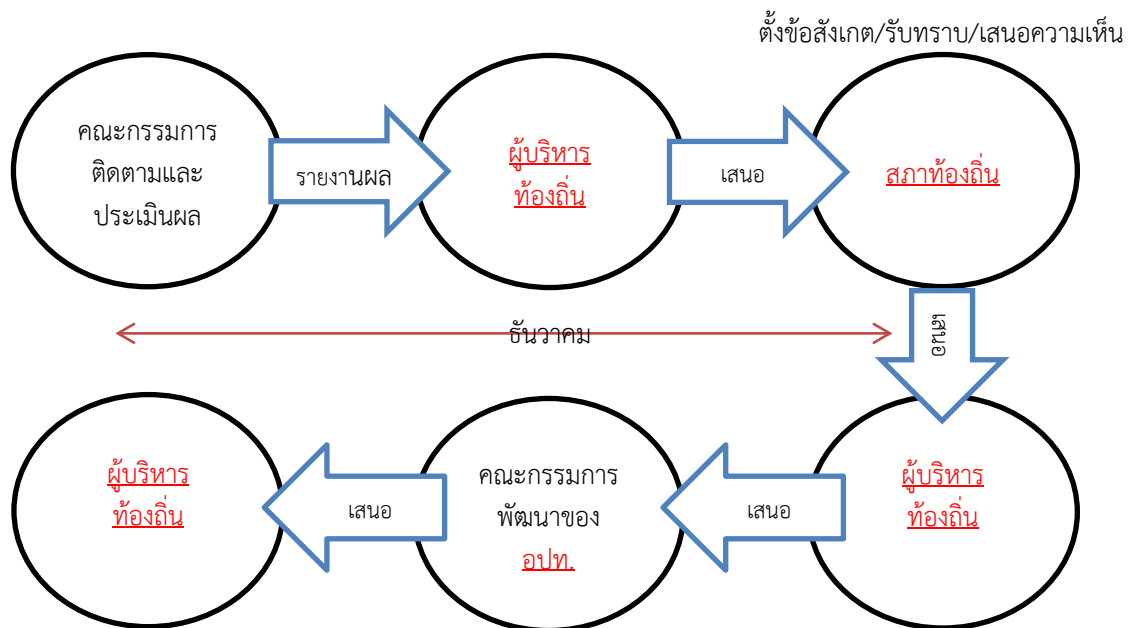 ตั้งข้อสังเกต/รับทราบ/เสนอความเห็น
คณะกรรมการ
ติดตามและ
ประเมินผล
รายงานผล
ผู้บริหาร
ท้องถิ่น
เสนอ
สภาท้องถิ่น
ธันวาคม
เสนอ
ผู้บริหาร
ท้องถิ่น
เสนอ
คณะกรรมการ
พัฒนาของ
อปท.
เสนอ
ผู้บริหาร
ท้องถิ่น